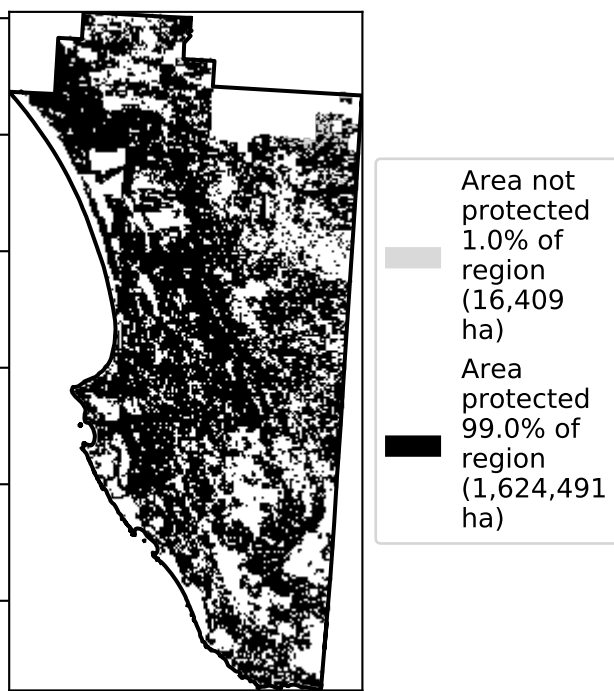 Area not
protected
1.0% of
region
(16,409
ha)
Area
protected
99.0% of
region
(1,624,491
ha)